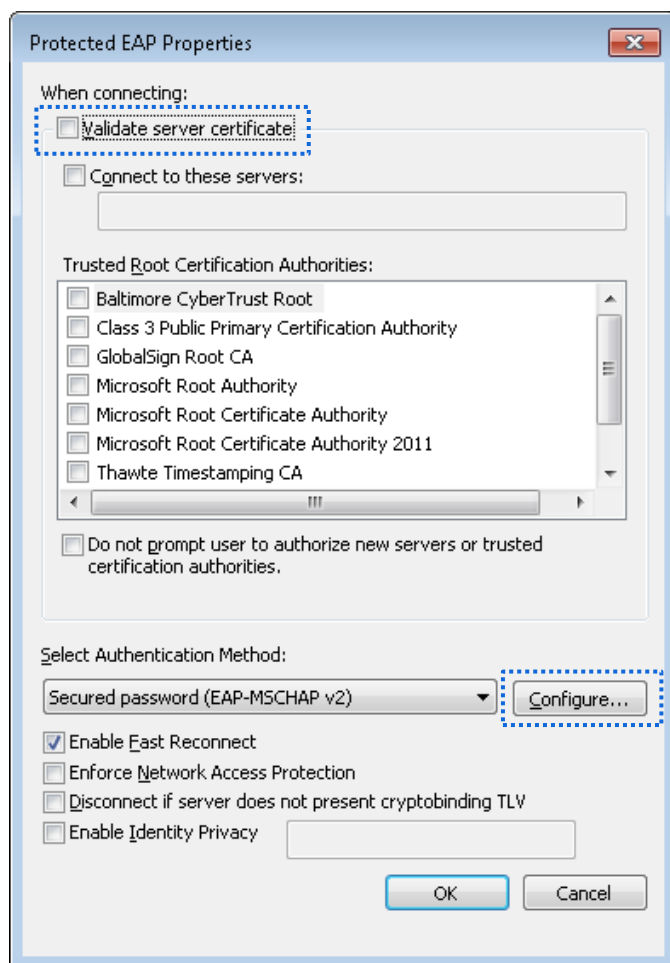 Protected EAP Properties
When connecting:
Validate server certificate
Connect to these servers:
Trusted Root Certification Authorities:
Baltimore CyberTrust Root
Class 3 Public Primary Certification Authority
GlobalSign Root CA
Microsoft Root Authority
Microsoft Root Certificate Authority
Microsoft Root Certificate Authority 2011
Thawte Timestamping CA
Do not prompt user to authorize new servers or trusted
certification authorities.
Select Authentication Method:
Secured password (EAP-MSCHAP v2)
Configure...
Enable Fast Reconnect
Enforce Network Access Protection
Disconnect if server does not present cryptobinding TLV
Enable Identity Privacy
OK
Cancel